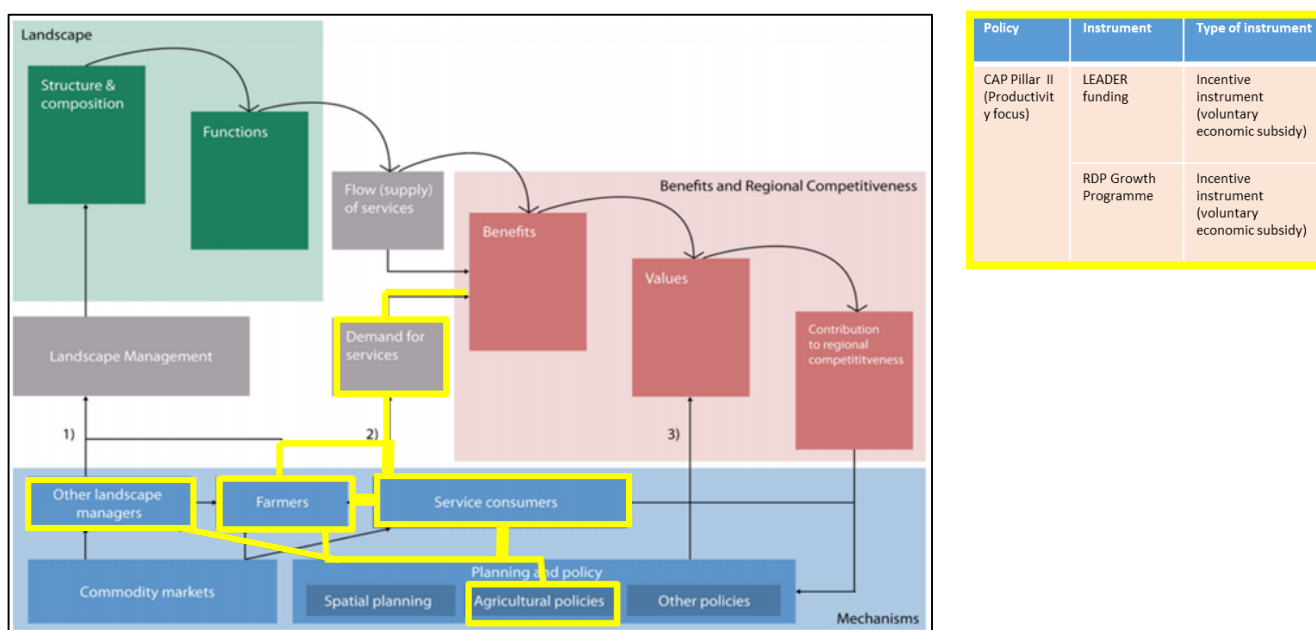 Landscape
Structure &
composition
Functions
Flow (supply)
of services
Benefits and Regional Competitiveness
Benefits
Values
Contribution
to regional
competititveness
Landscape Management
Demand for
services
1)
2)
3)
Other landscape
managers
Farmers
Service consumers
Commodity markets
Planning and policy
Spatial planning
Agricultural policies
Other policies
Mechanisms
Policy
Instrument
Type of instrument
CAP Pillar II
(Productivit
y focus)
LEADER
funding
Incentive
instrument
(voluntary
economic subsidy)
RDP Growth
Programme
Incentive
instrument
(voluntary
economic subsidy)